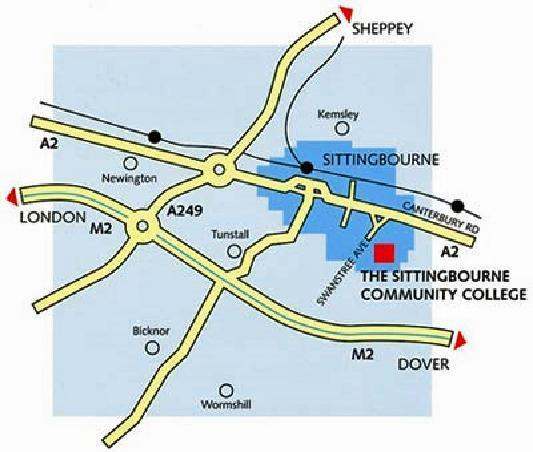 SHEPPEY
Kemsley
A2
SITTINGBOURNE
Newington
LONDON
A249
M2
CANTERBURY RD
Tunstall
A2
SWANSTREE AVE
THE SITTINGBOURNE
COMMUNITY COLLEGE
Bicknor
M2
DOVER
Wormshill